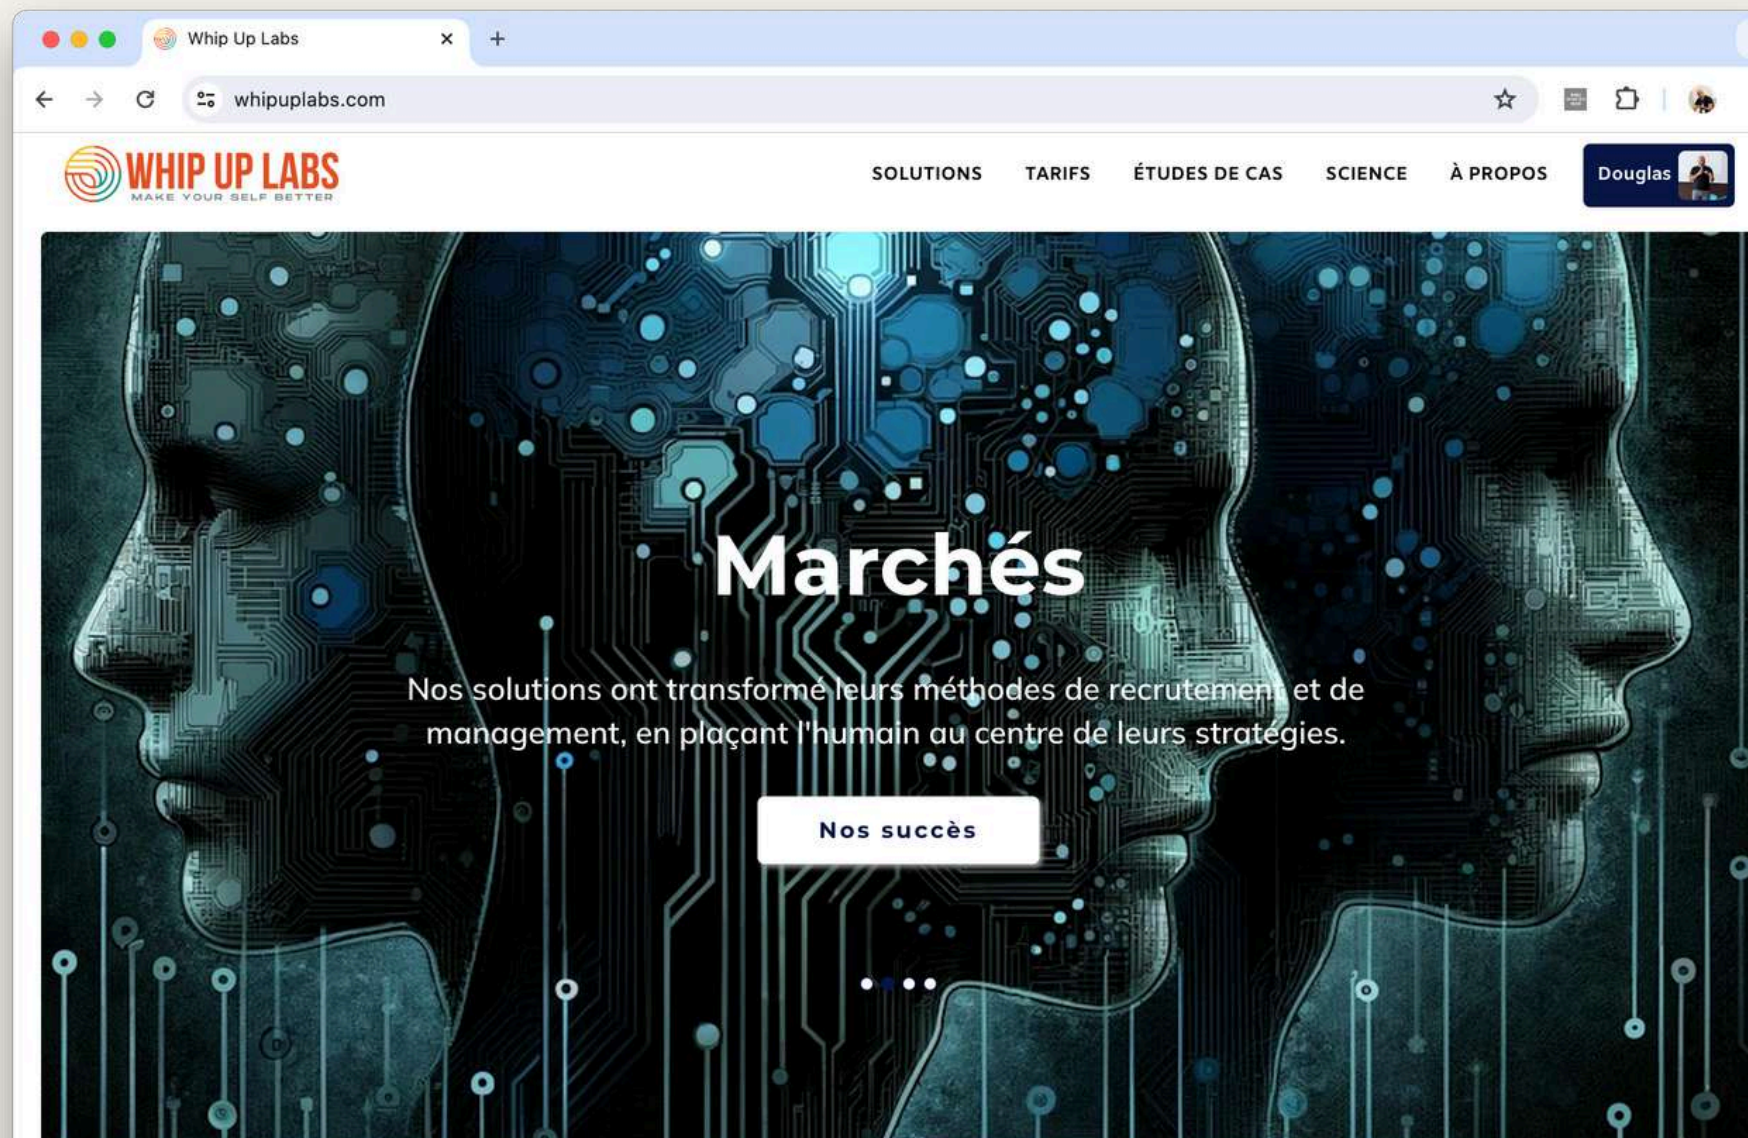 Whip Up Labs
whipuplabs.com
WHIP UP LABS
MAKE YOUR SELF BETTER
SOLUTIONS TARIFS ÉTUDES DE CAS SCIENCE À PROPOS Douglas
Marchés
Nos solutions ont transformé leurs méthodes de recrutement et de
management, en plaçant l'humain au centre de leurs stratégies.
Nos succès